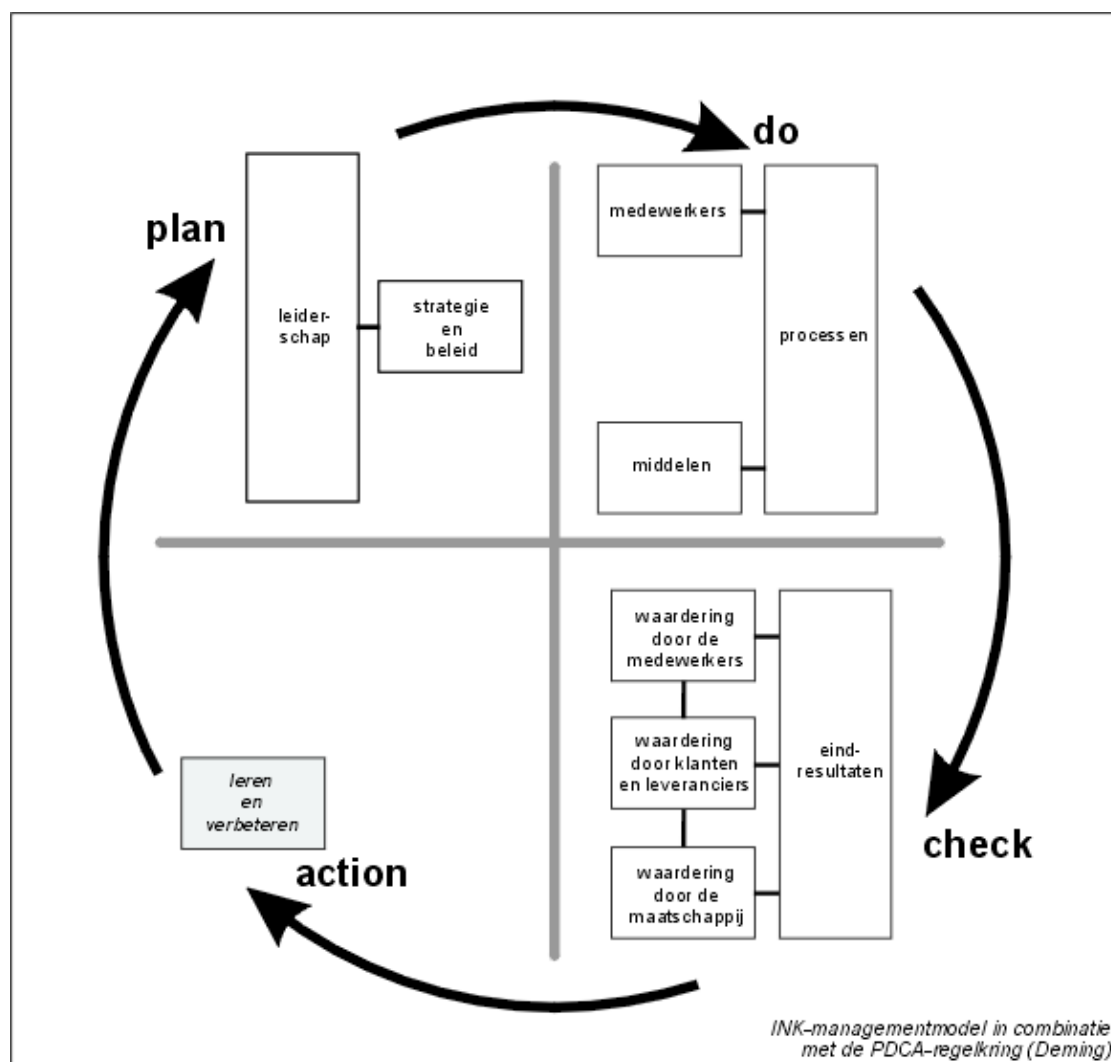 plan
leider-
schap
strategie
en
beleid
do
medewerkers
middelen
processen
waardering
door de
medewerkers
waardering
door klanten
en leveranciers
waardering
door de
maatschappij
eind-
resultaten
check
leren
en
verbeteren
action
INK-managementmodel in combinatie
met de PDCA-regelkring (Deming)